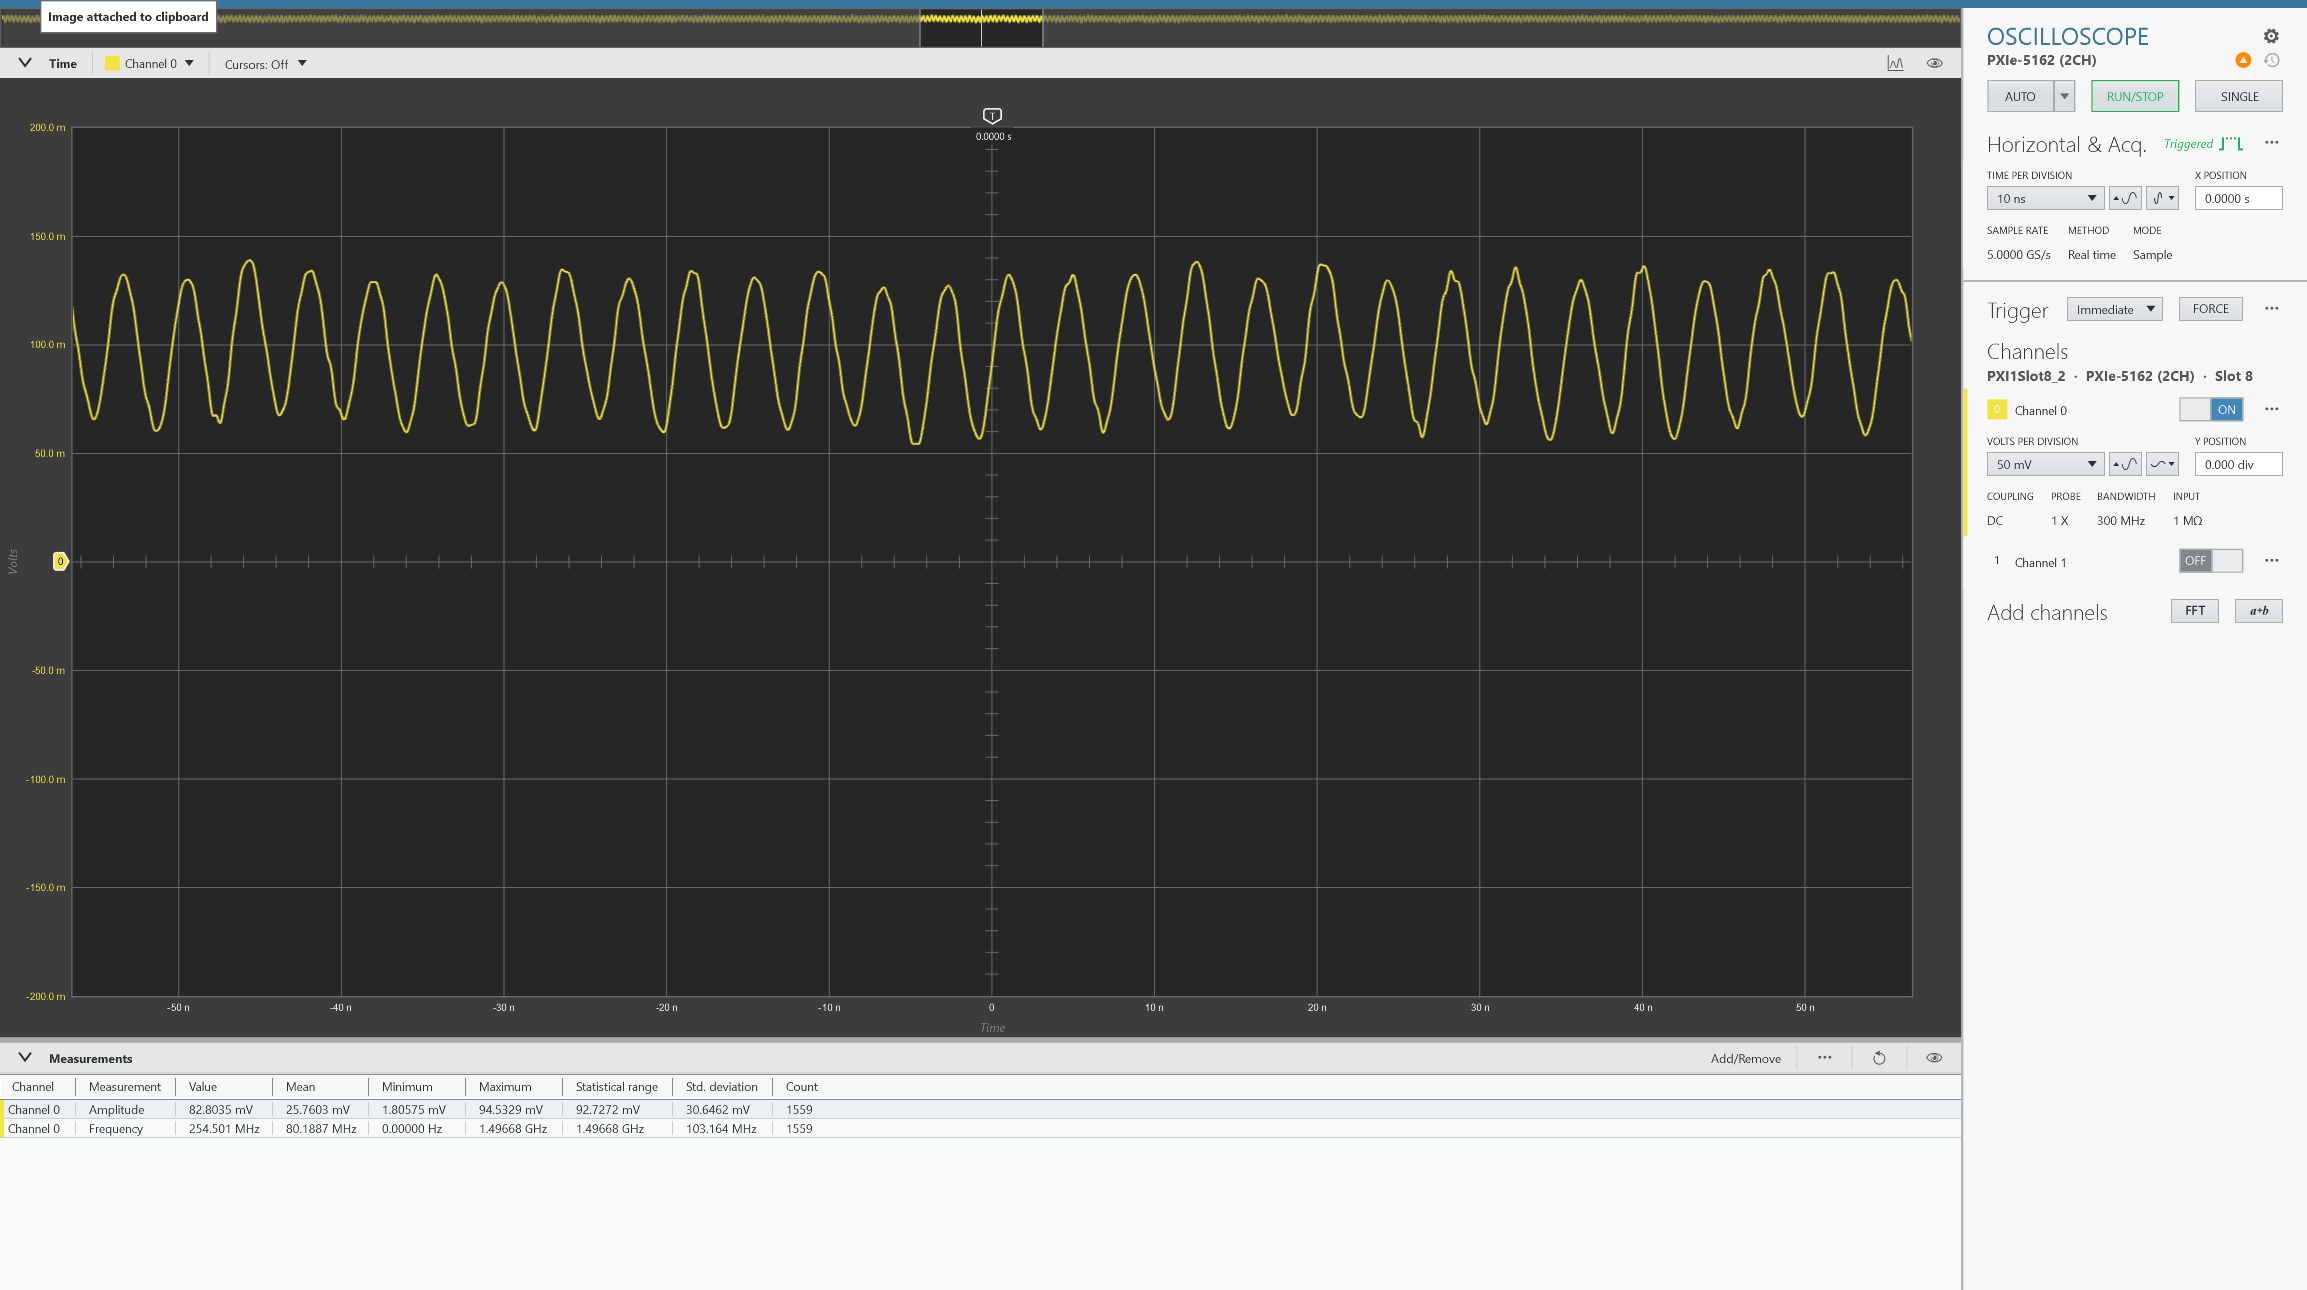 Image attached to clipboard
Time
Channel 0
Cursors: Off
T
0.0000 s
200.0 m
150.0 m
100.0 m
50.0 m
0
-50.0 m
-100.0 m
-150.0 m
-200.0 m
Volts
-50 n -40 n -30 n -20 n -10 n 0 10 n 20 n 30 n 40 n 50 n
Time
Measurements
Add/Remove
Channel Measurement Value Mean Minimum Maximum Statistical range Std. deviation Count
Channel 0 Amplitude 82.8035 mV 25.7603 mV 1.80575 mV 94.5329 mV 92.7272 mV 30.6462 mV 1559
Channel 0 Frequency 254.501 MHz 80.1887 MHz 0.00000 Hz 1.49668 GHz 1.49668 GHz 103.164 MHz 1559
OSCILLOSCOPE
PXIe-5162 (2CH)
AUTO RUN/STOP SINGLE
Horizontal & Acq. Triggered
TIME PER DIVISION X POSITION
10 ns 0.0000 s
SAMPLE RATE METHOD MODE
5.0000 GS/s Real time Sample
Trigger Immediate FORCE
Channels
PXI1Slot8_2 · PXIe-5162 (2CH) · Slot 8
0 Channel 0 ON
VOLTS PER DIVISION Y POSITION
50 mV 0.000 div
COUPLING PROBE BANDWIDTH INPUT
DC 1 X 300 MHz 1 MΩ
1 Channel 1 OFF
Add channels FFT a+b